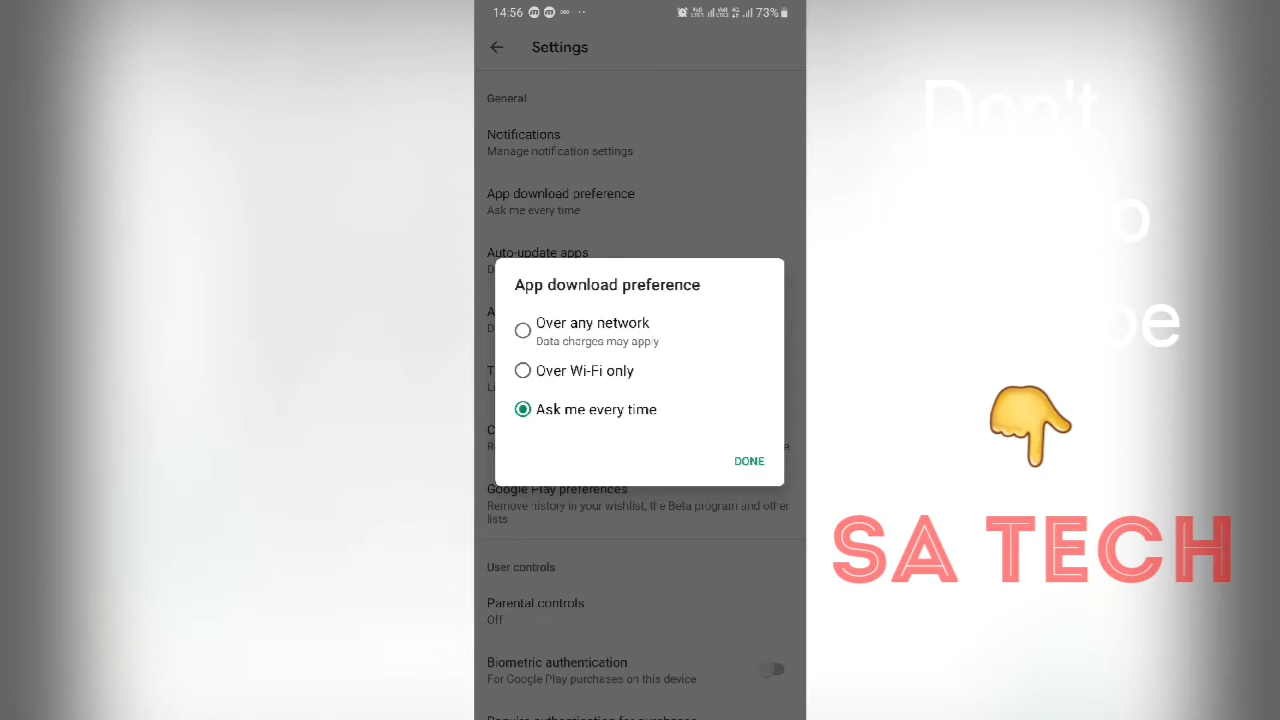 14:56
73%
Settings
General
Notifications
Manage notification settings
App download preference
Ask me every time
Auto-update apps
App download preference
Over any network
Data charges may apply
Over Wi-Fi only
Ask me every time
DONE
Google Play preferences
Remove history in your wishlist, the Beta program and other
lists
User controls
Parental controls
Off
Biometric authentication
For Google Play purchases on this device
Don't
SA TECH